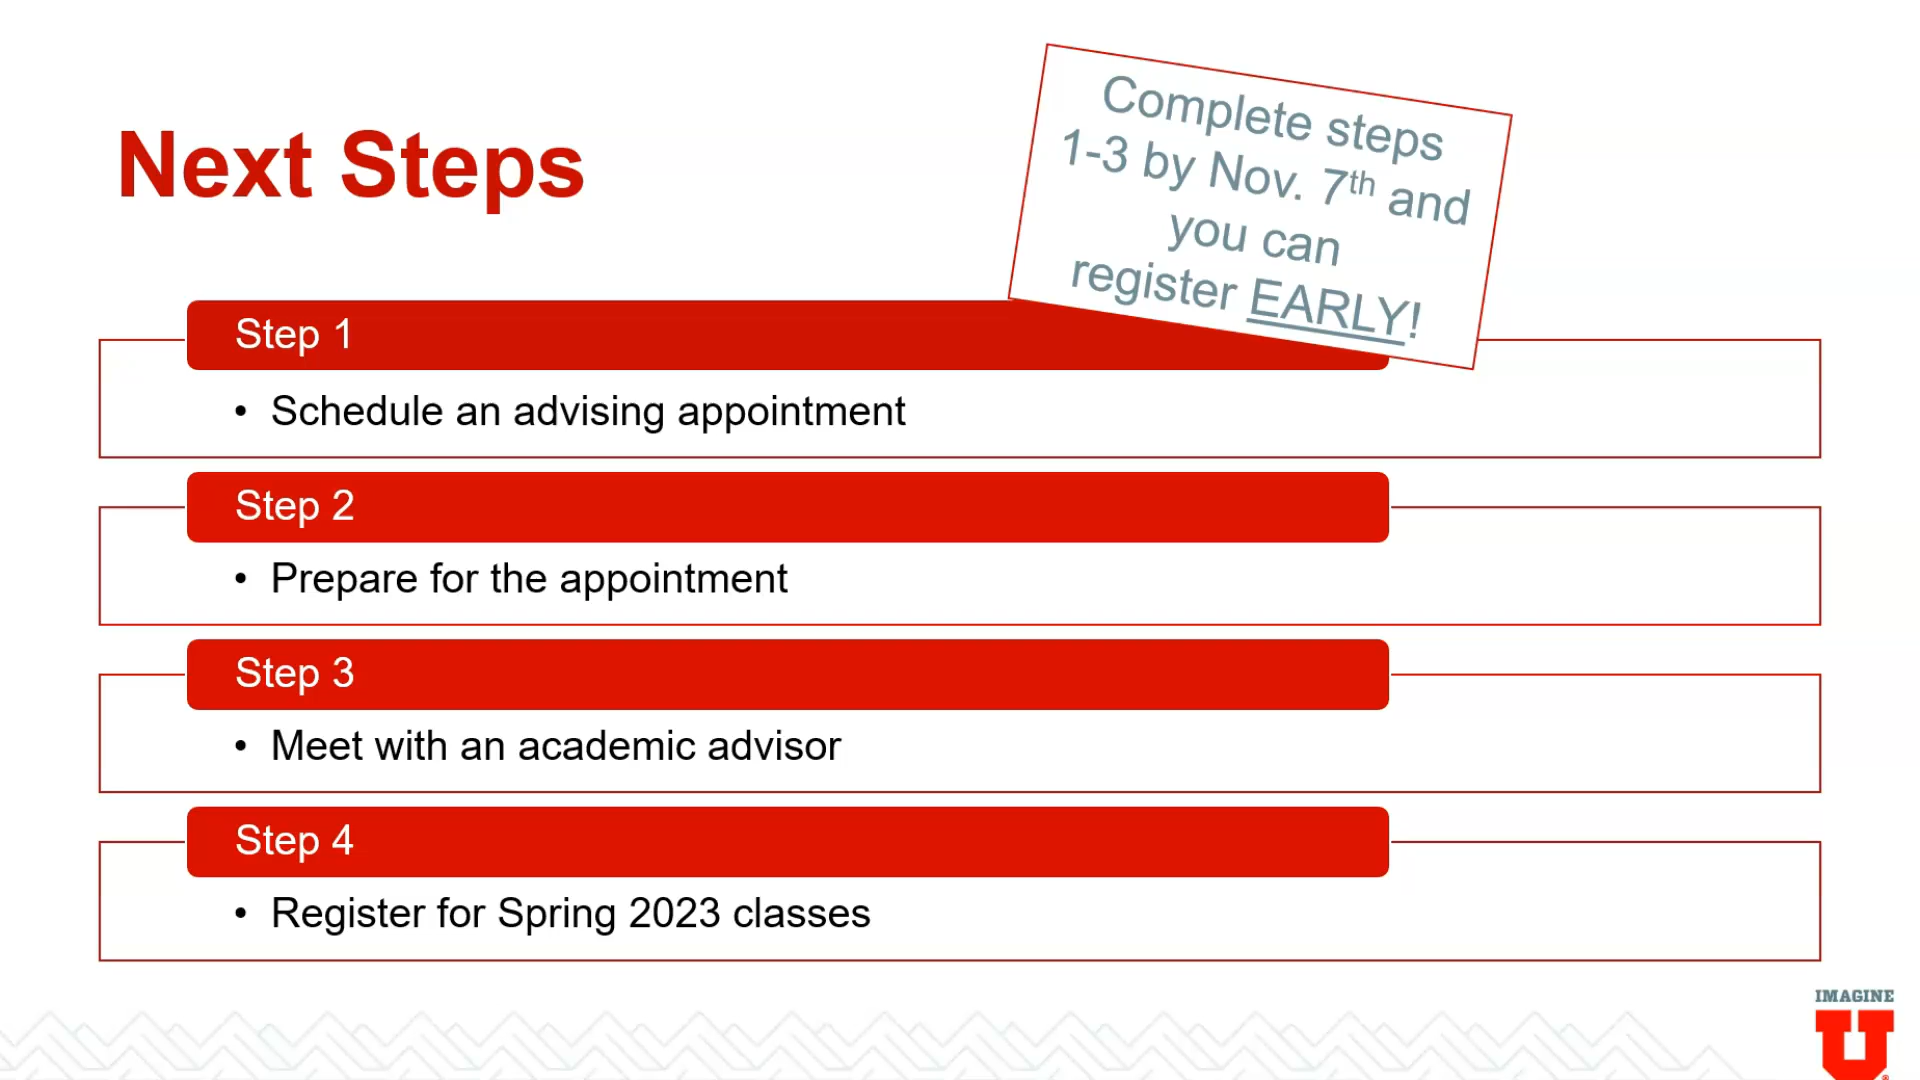 Next Steps
Complete steps
1-3 by Nov. 7th and
you can
register EARLY!
Step 1
• Schedule an advising appointment
Step 2
• Prepare for the appointment
Step 3
• Meet with an academic advisor
Step 4
• Register for Spring 2023 classes
IMAGINE
U